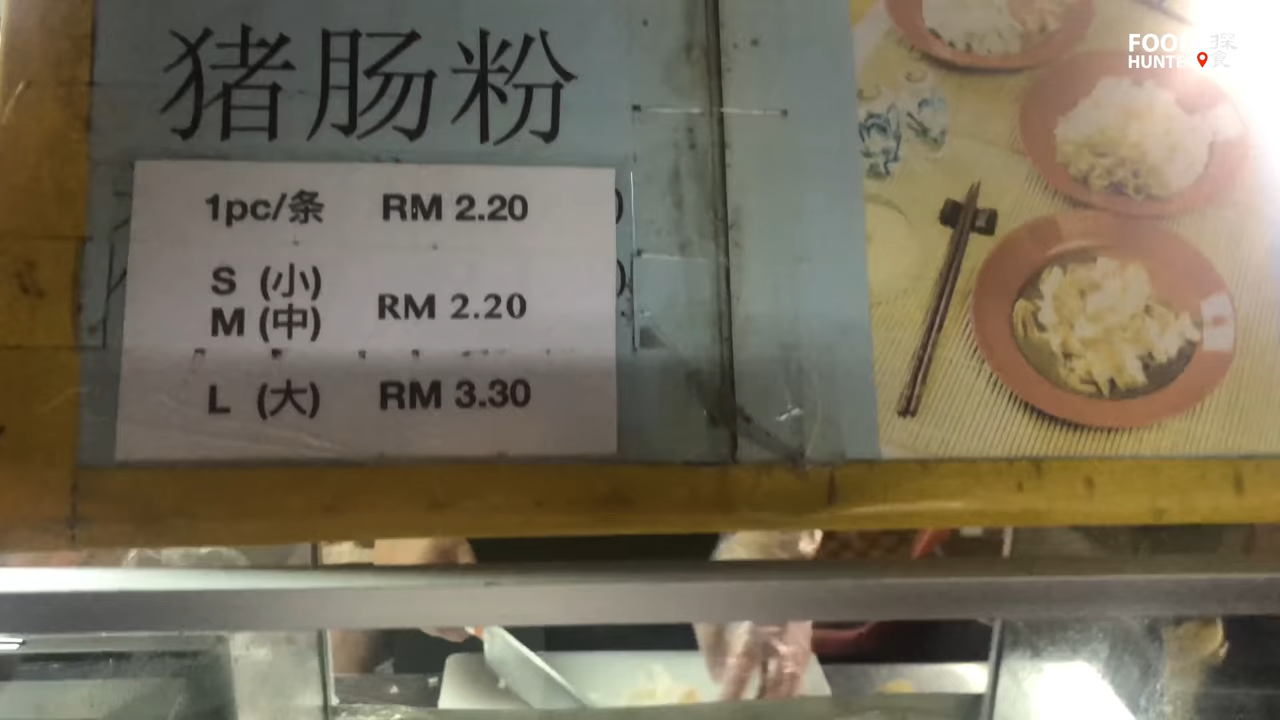 猪肠粉
1pc/条 RM 2.20
S (小)
M (中) RM 2.20
L (大) RM 3.30
FOOD 探
HUNTER 食